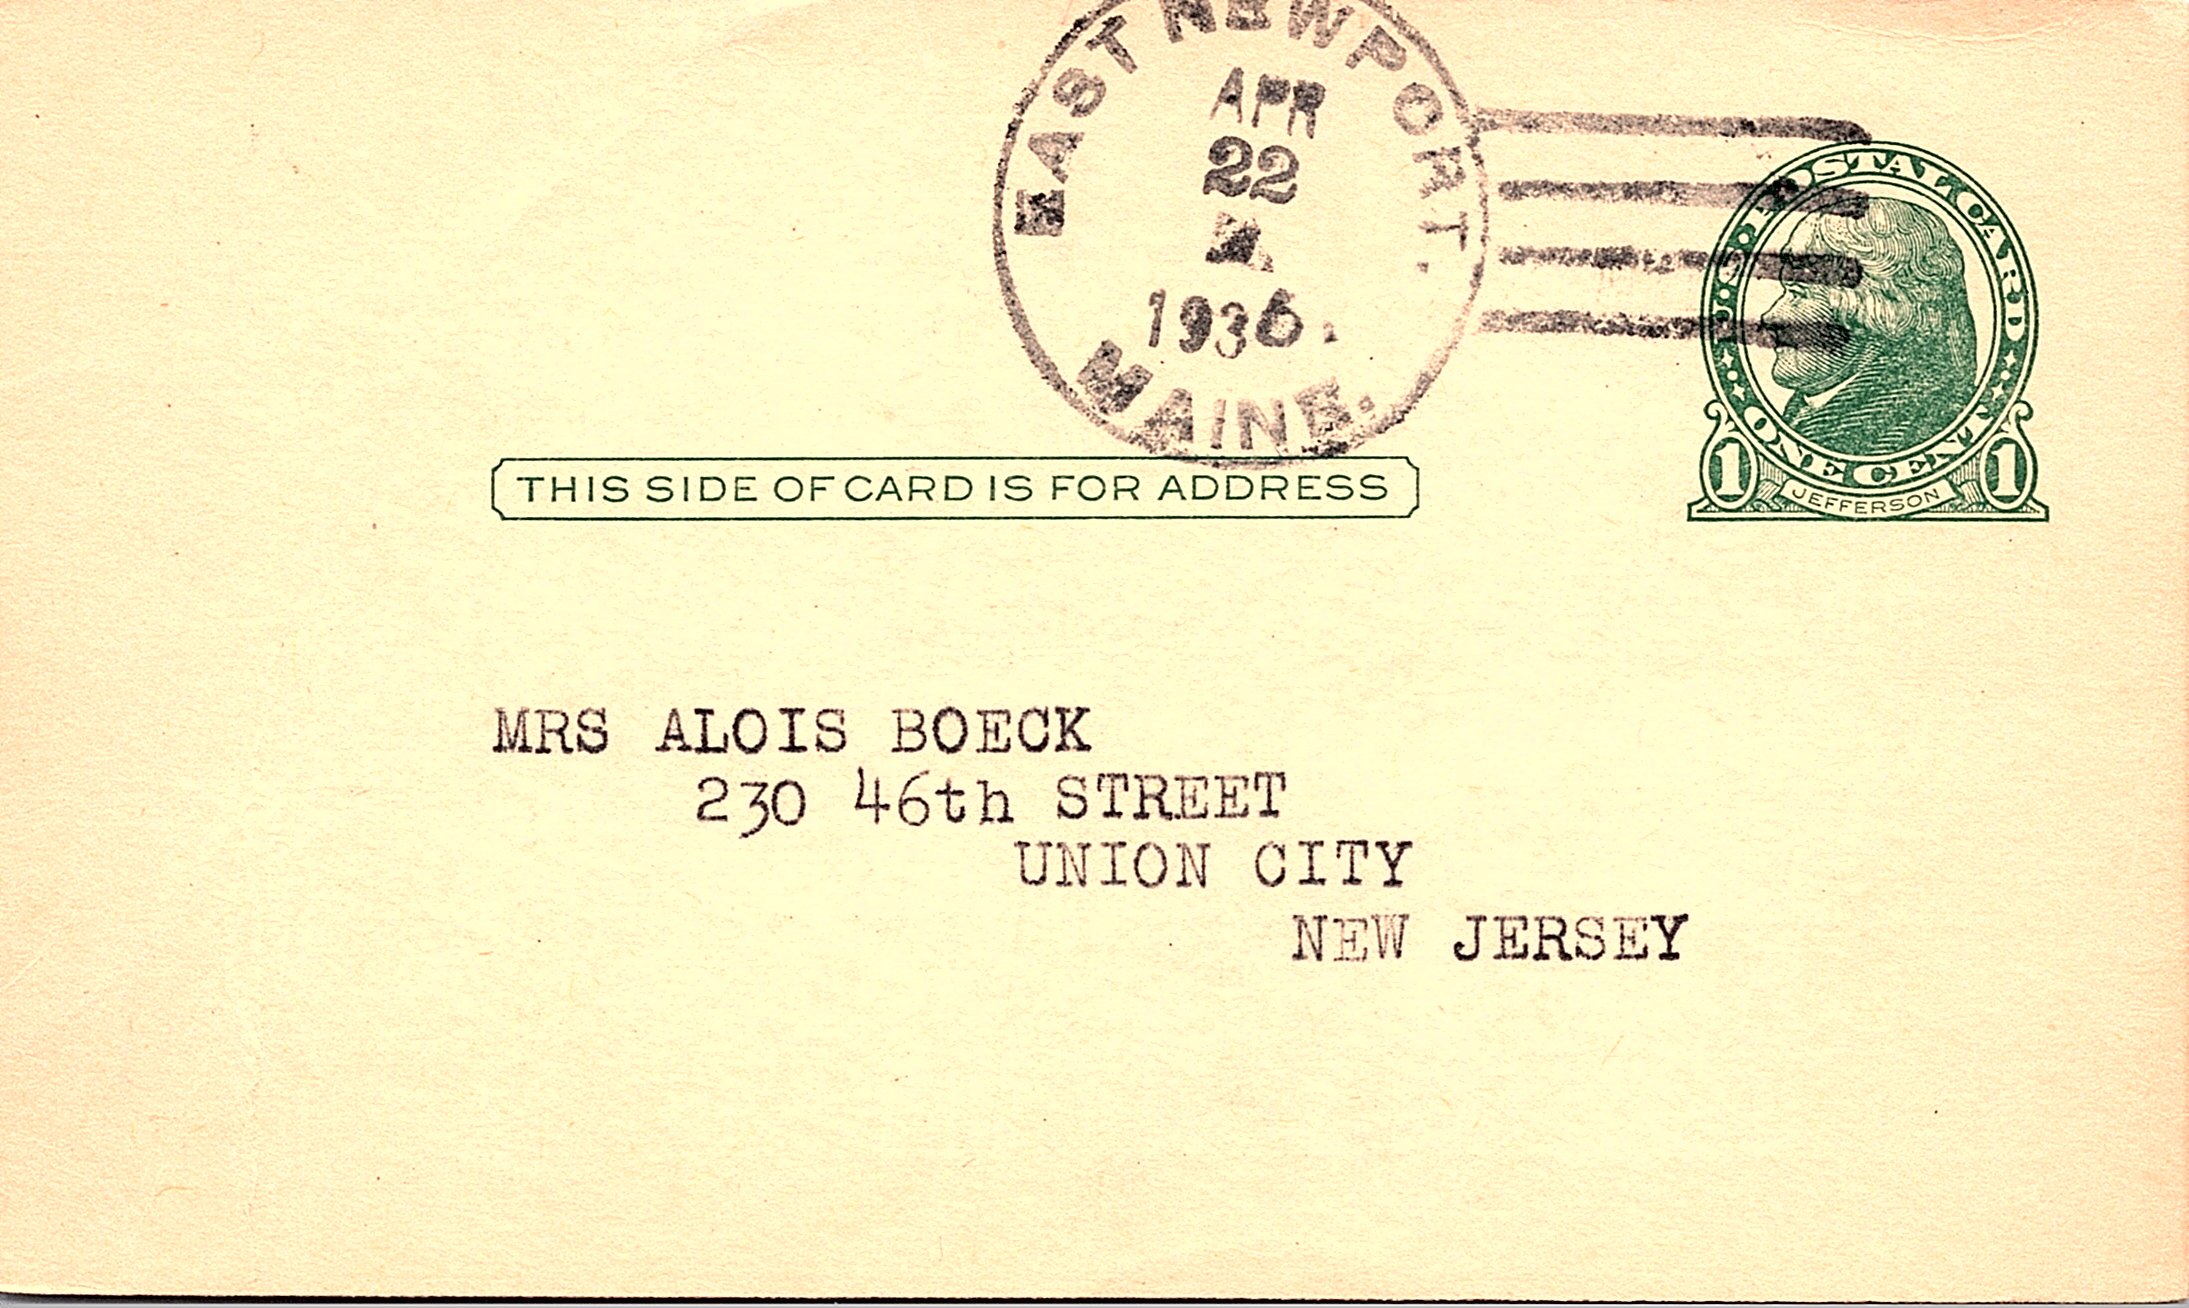 EAST NEWPORT.
APR
22
1936.
MAINE.
U·S· POSTAL CARD
ONE CENT
1 1
JEFFERSON
THIS SIDE OF CARD IS FOR ADDRESS
MRS ALOIS BOECK
230 46th STREET
UNION CITY
NEW JERSEY